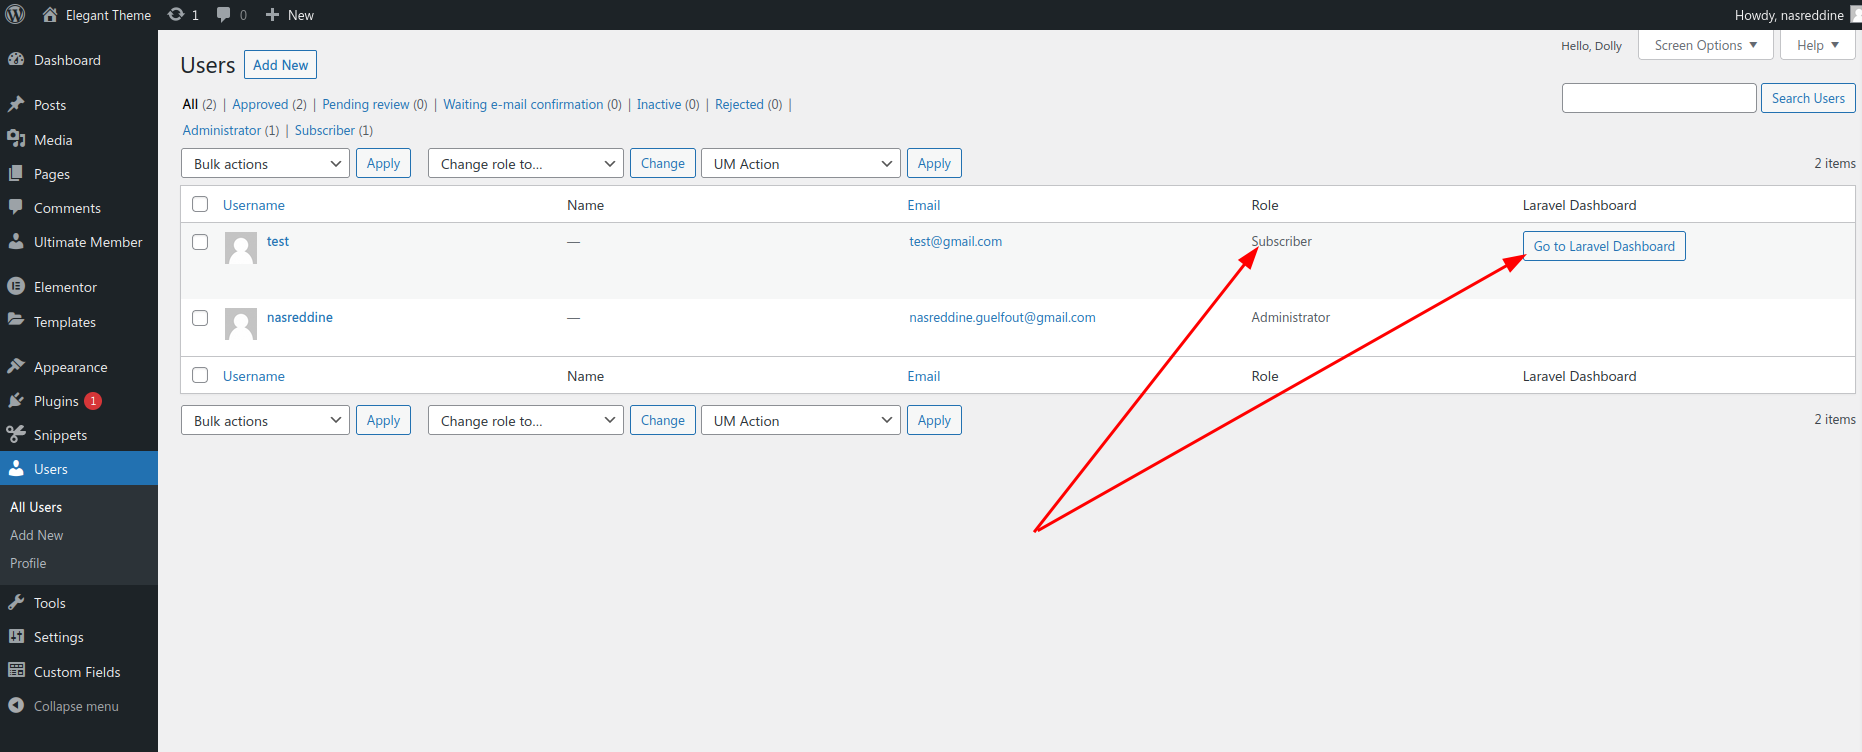 Elegant Theme 1 0 New Howdy, nasreddine
Dashboard
Posts
Media
Pages
Comments
Ultimate Member
Elementor
Templates
Appearance
Plugins 1
Snippets
Users
All Users
Add New
Profile
Tools
Settings
Custom Fields
Collapse menu
Hello, Dolly Screen Options Help
Users Add New
All (2) | Approved (2) | Pending review (0) | Waiting e-mail confirmation (0) | Inactive (0) | Rejected (0) |
Search Users
Administrator (1) | Subscriber (1)
Bulk actions Apply Change role to... Change UM Action Apply 2 items
Username Name Email Role Laravel Dashboard
test — test@gmail.com Subscriber Go to Laravel Dashboard
nasreddine — nasreddine.guelfout@gmail.com Administrator
Username Name Email Role Laravel Dashboard
Bulk actions Apply Change role to... Change UM Action Apply 2 items